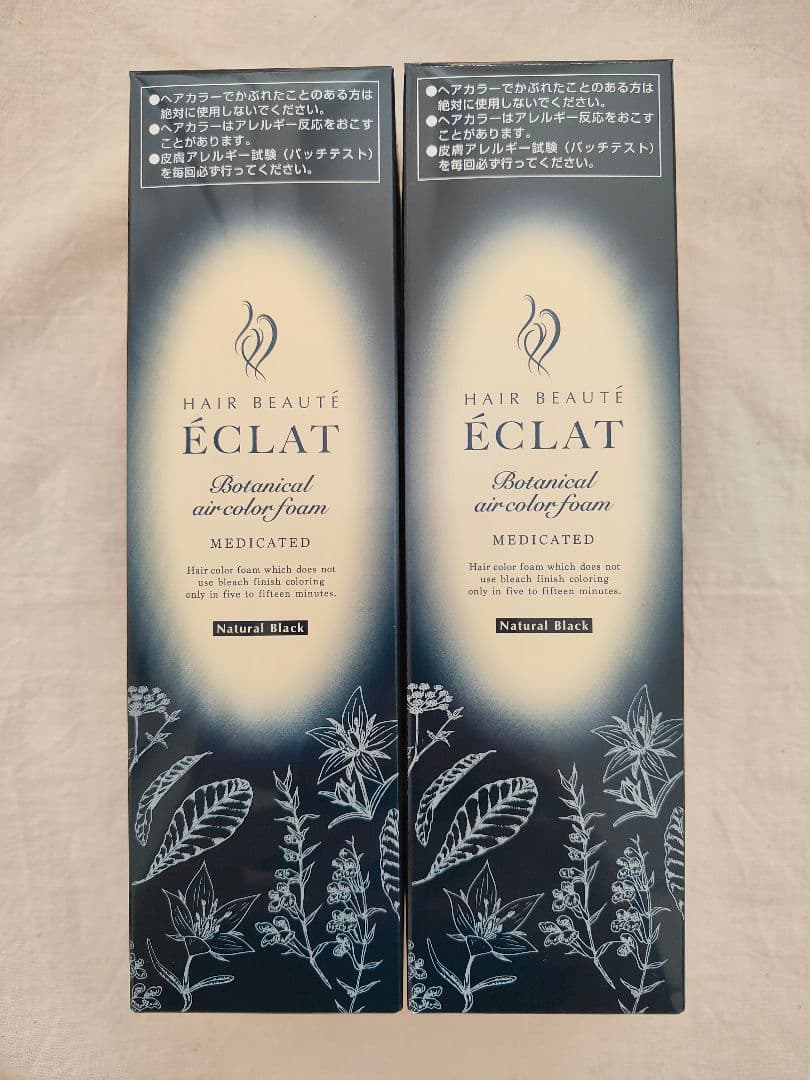 ●ヘアカラーでかぶれたことのある方は
絶対に使用しないでください。
●ヘアカラーはアレルギー反応をおこす
ことがあります。
●皮膚アレルギー試験（パッチテスト）
を毎回必ず行ってください。
HAIR BEAUTÉ
ÉCLAT
Botanical
air color foam
MEDICATED
Hair color foam which does not
use bleach finish coloring
only in five to fifteen minutes.
Natural Black
●ヘアカラーでかぶれたことのある方は
絶対に使用しないでください。
●ヘアカラーはアレルギー反応をおこす
ことがあります。
●皮膚アレルギー試験（パッチテスト）
を毎回必ず行ってください。
HAIR BEAUTÉ
ÉCLAT
Botanical
air color foam
MEDICATED
Hair color foam which does not
use bleach finish coloring
only in five to fifteen minutes.
Natural Black